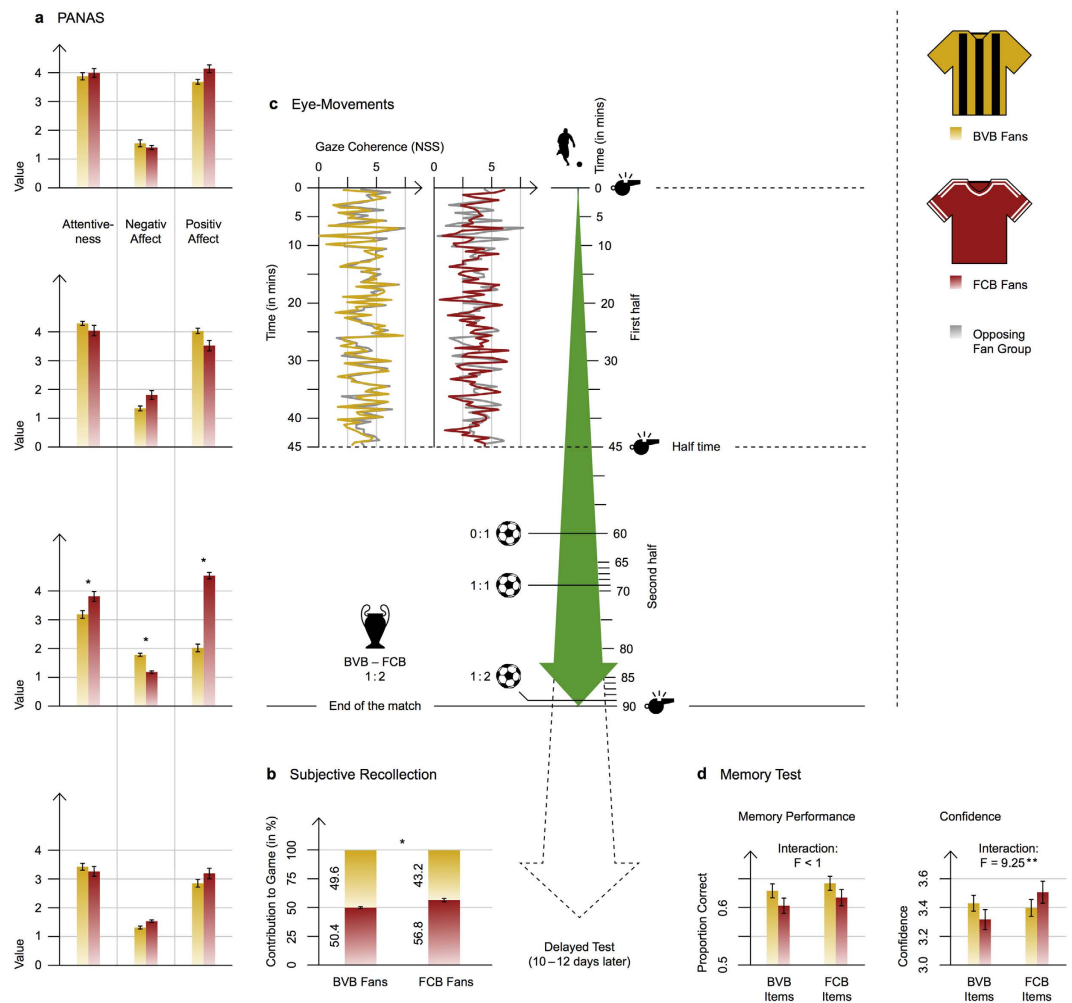 a PANAS
4
3
2
1
0
Value
Attentive-
ness
Negativ
Affect
Positiv
Affect
4
3
2
1
0
Value
* * *
4
3
2
1
0
Value
4
3
2
1
0
Value
c Eye-Movements
Gaze Coherence (NSS)
0 5 0 5
0
5
10
20
30
40
45
Time (in mins)
Time (in mins)
0
5
10
20
30
45
Half time
First half
0 : 1
1 : 1
1 : 2
60
65
70
80
85
90
Second half
BVB – FCB
1 : 2
End of the match
BVB Fans
FCB Fans
Opposing
Fan Group
b Subjective Recollection
Contribution to Game (in %)
100
75
50
25
0
*
49.6
43.2
50.4
56.8
BVB Fans
FCB Fans
Delayed Test
(10 – 12 days later)
d Memory Test
Memory Performance
Interaction:
F < 1
Proportion Correct
0.6
0.5
BVB
Items
FCB
Items
Confidence
Interaction:
F = 9.25 **
Confidence
3.6
3.4
3.2
3.0
BVB
Items
FCB
Items